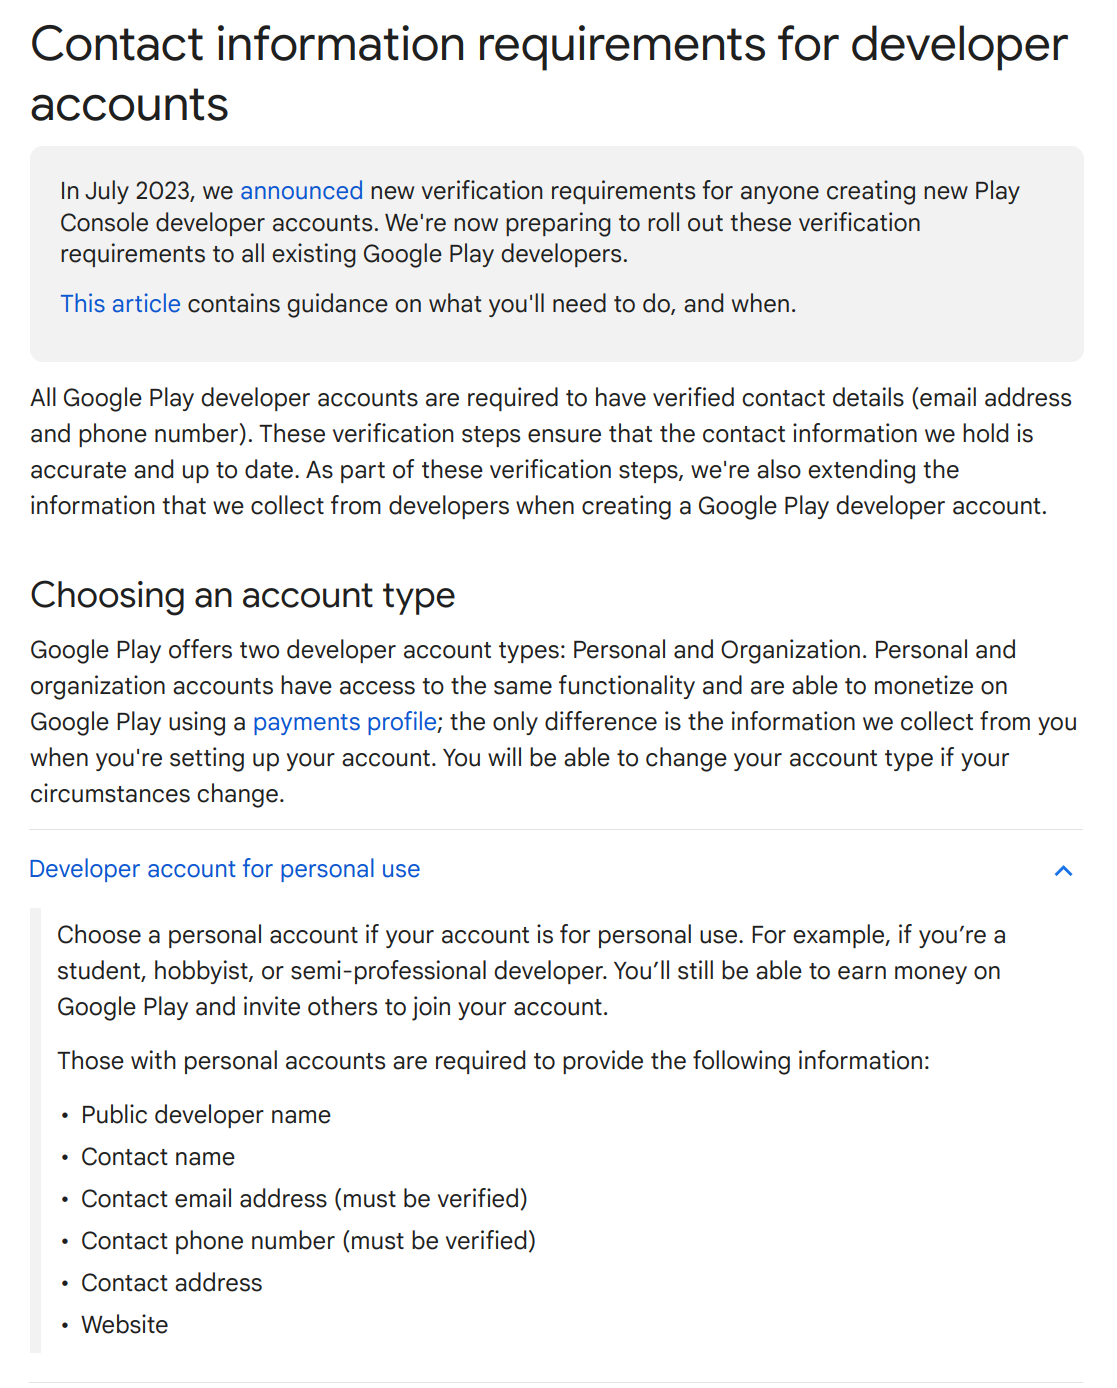 Contact information requirements for developer
accounts
In July 2023, we announced new verification requirements for anyone creating new Play
Console developer accounts. We're now preparing to roll out these verification
requirements to all existing Google Play developers.
This article contains guidance on what you'll need to do, and when.
All Google Play developer accounts are required to have verified contact details (email address
and phone number). These verification steps ensure that the contact information we hold is
accurate and up to date. As part of these verification steps, we're also extending the
information that we collect from developers when creating a Google Play developer account.
Choosing an account type
Google Play offers two developer account types: Personal and Organization. Personal and
organization accounts have access to the same functionality and are able to monetize on
Google Play using a payments profile; the only difference is the information we collect from you
when you're setting up your account. You will be able to change your account type if your
circumstances change.
Developer account for personal use
Choose a personal account if your account is for personal use. For example, if you’re a
student, hobbyist, or semi-professional developer. You’ll still be able to earn money on
Google Play and invite others to join your account.
Those with personal accounts are required to provide the following information:
• Public developer name
• Contact name
• Contact email address (must be verified)
• Contact phone number (must be verified)
• Contact address
• Website